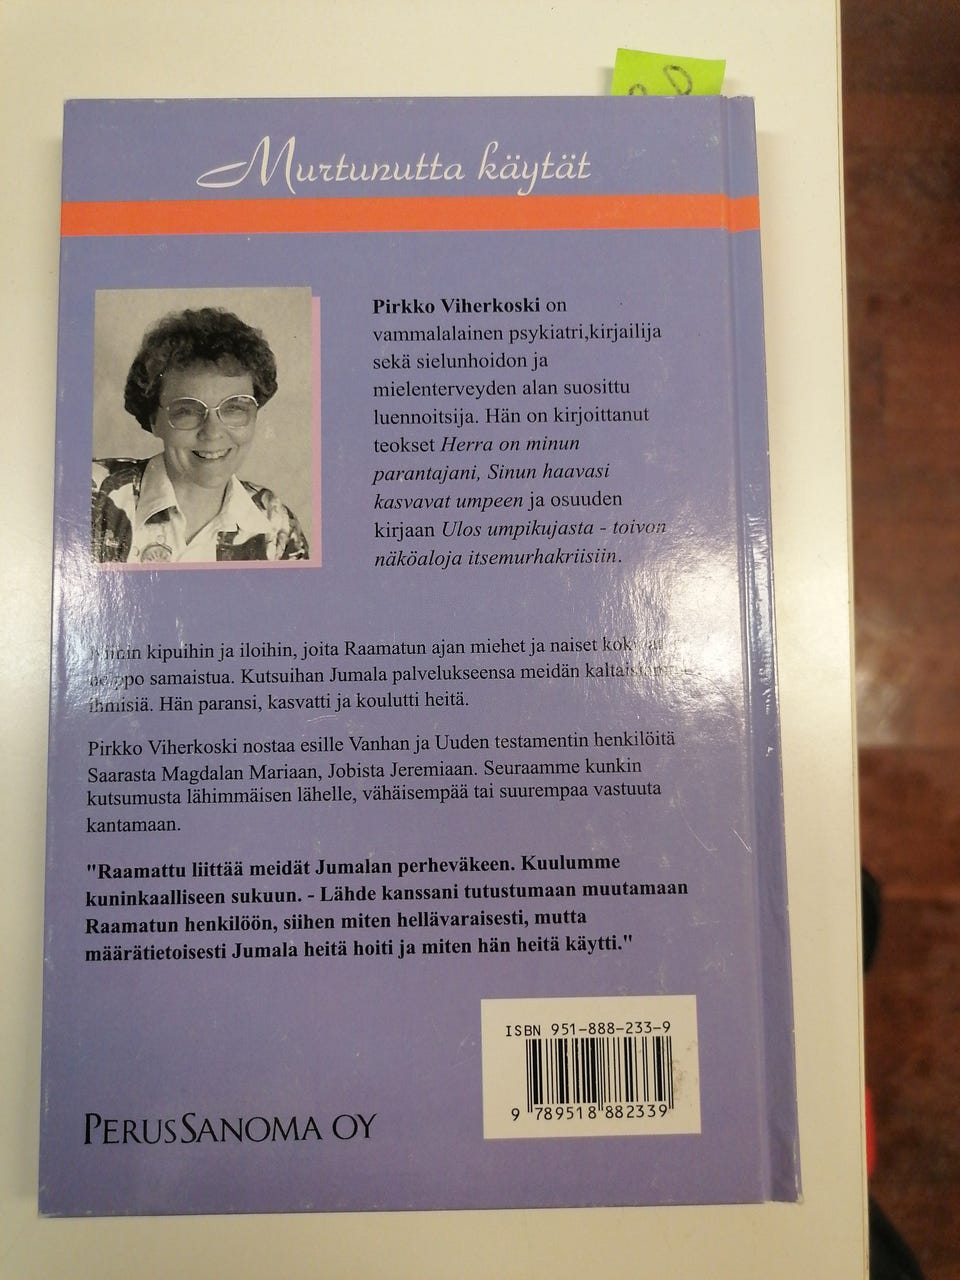 Murtunutta käytät
Pirkko Viherkoski on
vammalalainen psykiatri,kirjailija
sekä sielunhoidon ja
mielenterveyden alan suosittu
luennoitsija. Hän on kirjoittanut
teokset Herra on minun
parantajani, Sinun haavasi
kasvavat umpeen ja osuuden
kirjaan Ulos umpikujasta - toivon
näköaloja itsemurhakriisiin.
kipuihin ja iloihin, joita Raamatun ajan miehet ja naiset
samaistua. Kutsuihan Jumala palvelukseensa meidän
ihmisiä. Hän paransi, kasvatti ja koulutti heitä.
Pirkko Viherkoski nostaa esille Vanhan ja Uuden testamentin henkilöitä
Saarasta Magdalan Mariaan, Jobista Jeremiaan. Seuraamme kunkin
kutsumusta lähimmäisen lähelle, vähäisempää tai suurempaa vastuuta
kantamaan.
"Raamattu liittää meidät Jumalan perheväkeen. Kuulumme
kuninkaalliseen sukuun. - Lähde kanssani tutustumaan muutamaan
Raamatun henkilöön, siihen miten hellävaraisesti, mutta
määrätietoisesti Jumala heitä hoiti ja miten hän heitä käytti."
ISBN 951-888-233-9
9 789518 882339
PERUSSANOMA OY